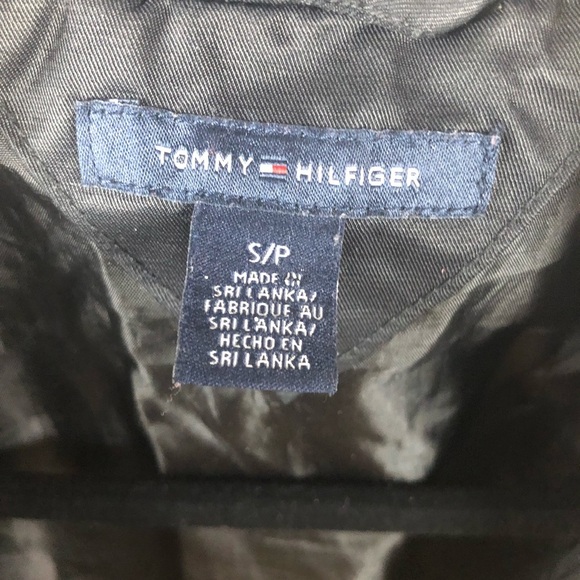 TOMMY HILFIGER
S/P
MADE IN
SRI LANKA/
FABRIQUE AU
SRI LANKA/
HECHO EN
SRI LANKA